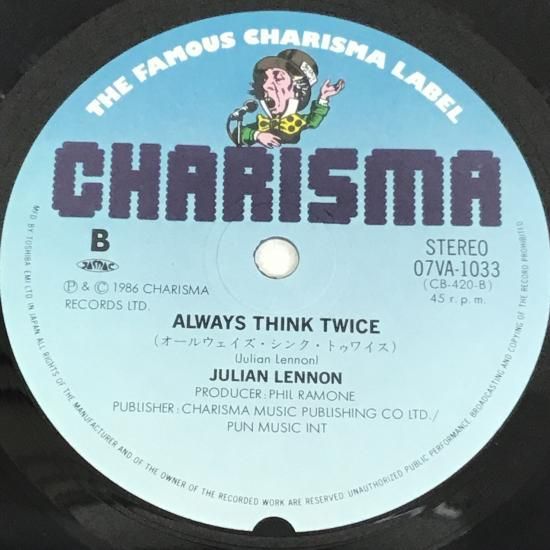 THE FAMOUS CHARISMA LABEL
CHARISMA
B
JASRAC
STEREO
07VA-1033
(CB-420-B)
45 r.p.m.
Ⓟ & © 1986 CHARISMA
RECORDS LTD.
ALWAYS THINK TWICE
(オールウェイズ・シンク・トゥワイス)
(Julian Lennon)
JULIAN LENNON
PRODUCER: PHIL RAMONE
PUBLISHER: CHARISMA MUSIC PUBLISHING CO LTD./
PUN MUSIC INT
MFD BY TOSHIBA EMI LTD IN JAPAN ALL RIGHTS OF THE MANUFACTURER AND OF THE OWNER OF THE RECORDED WORK ARE RESERVED. UNAUTHORIZED PUBLIC PERFORMANCE, BROADCASTING AND COPYING OF THE RECORD PROHIBITED